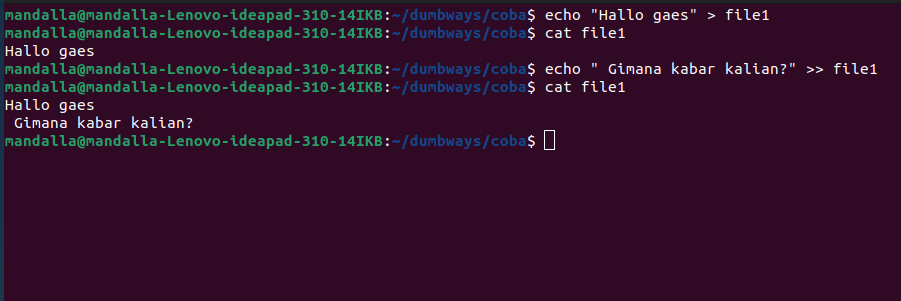 mandalla@mandalla-Lenovo-ideapad-310-14IKB:~/dumbways/coba$ echo "Hallo gaes" > file1
mandalla@mandalla-Lenovo-ideapad-310-14IKB:~/dumbways/coba$ cat file1
Hallo gaes
mandalla@mandalla-Lenovo-ideapad-310-14IKB:~/dumbways/coba$ echo " Gimana kabar kalian?" >> file1
mandalla@mandalla-Lenovo-ideapad-310-14IKB:~/dumbways/coba$ cat file1
Hallo gaes
 Gimana kabar kalian?
mandalla@mandalla-Lenovo-ideapad-310-14IKB:~/dumbways/coba$